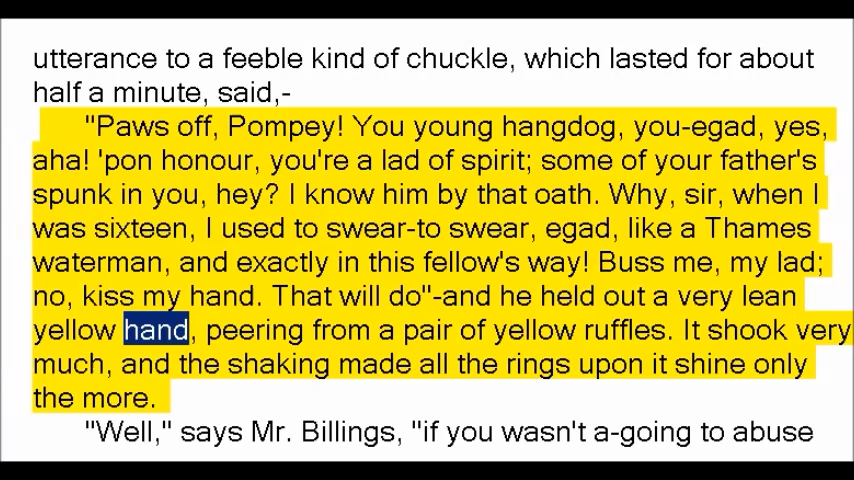 utterance to a feeble kind of chuckle, which lasted for about
half a minute, said,-
"Paws off, Pompey! You young hangdog, you-egad, yes,
aha! 'pon honour, you're a lad of spirit; some of your father's
spunk in you, hey? I know him by that oath. Why, sir, when I
was sixteen, I used to swear-to swear, egad, like a Thames
waterman, and exactly in this fellow's way! Buss me, my lad;
no, kiss my hand. That will do"-and he held out a very lean
yellow hand, peering from a pair of yellow ruffles. It shook very
much, and the shaking made all the rings upon it shine only
the more.
"Well," says Mr. Billings, "if you wasn't a-going to abuse